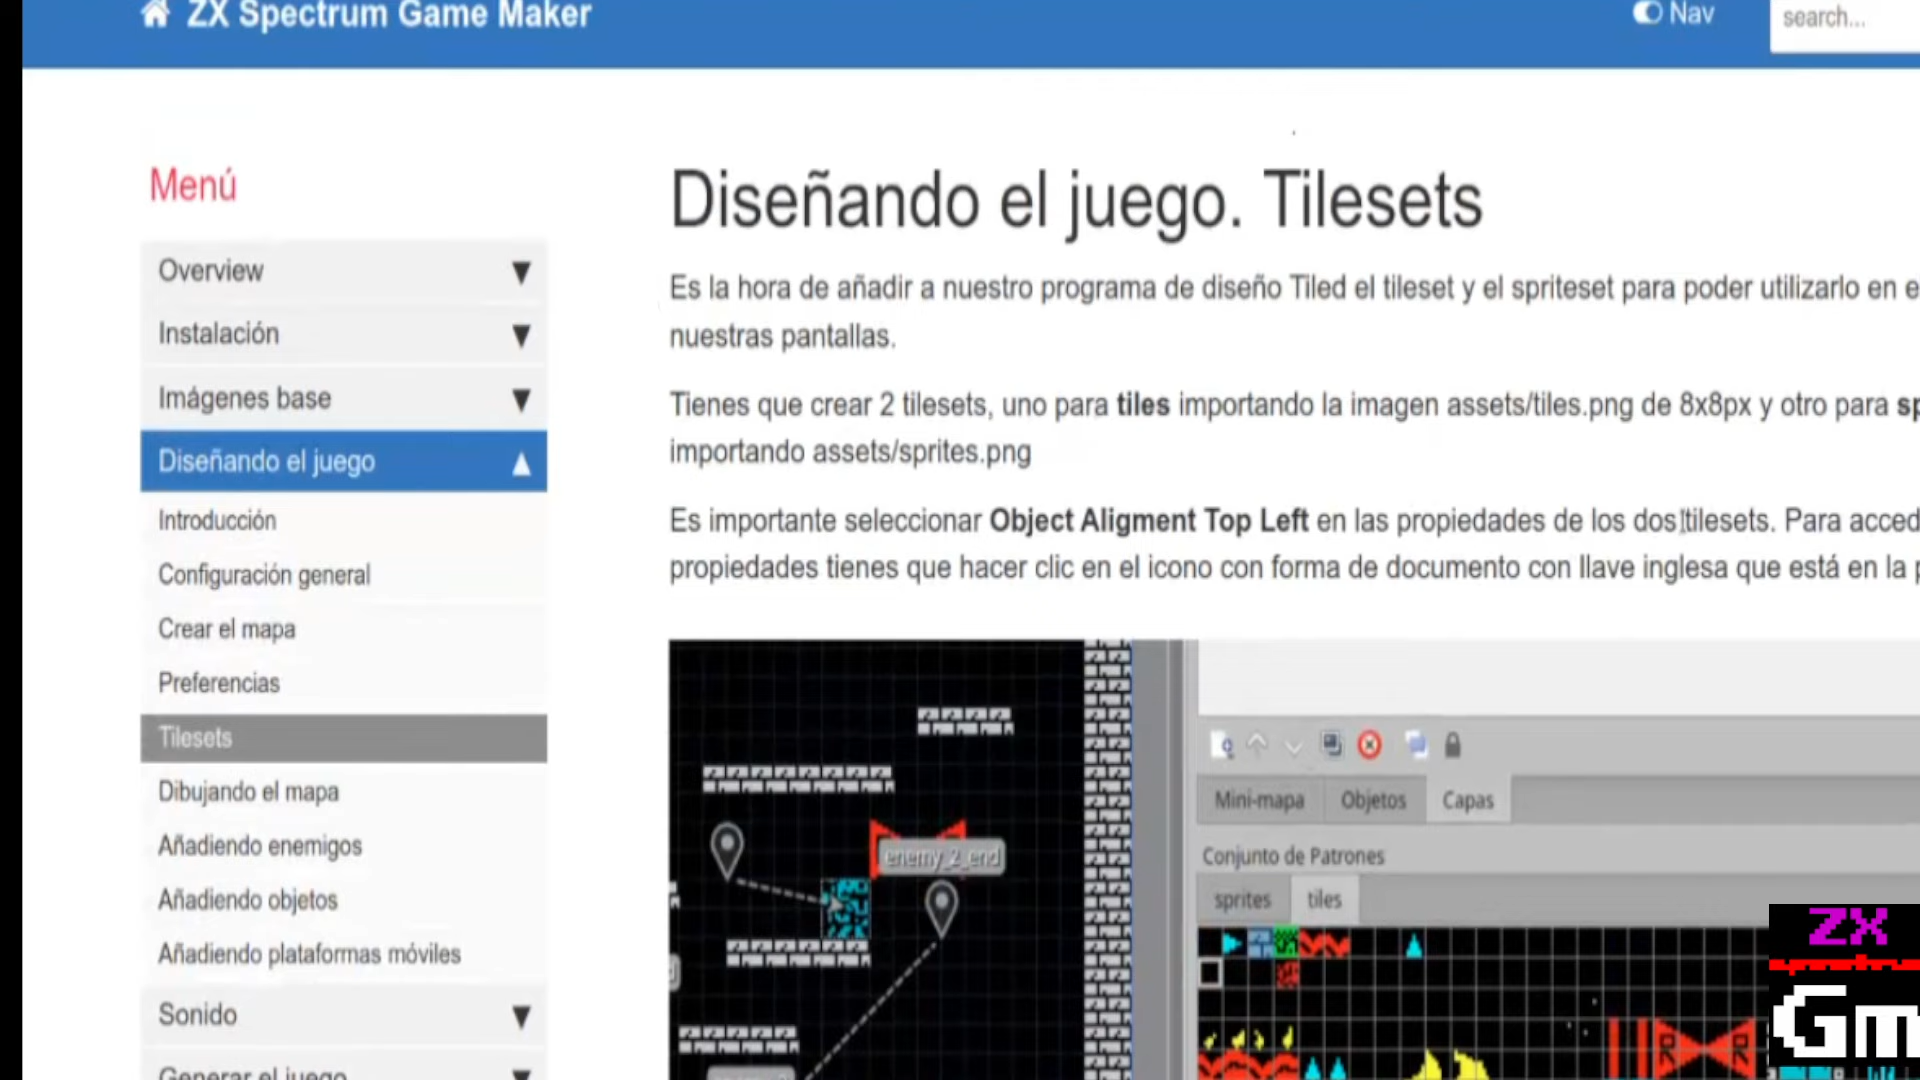 ZX Spectrum Game Maker
Nav
search...
Menú
Overview
Instalación
Imágenes base
Diseñando el juego
Introducción
Configuración general
Crear el mapa
Preferencias
Tilesets
Dibujando el mapa
Añadiendo enemigos
Añadiendo objetos
Añadiendo plataformas móviles
Sonido
Generar el juego
Diseñando el juego. Tilesets
Es la hora de añadir a nuestro programa de diseño Tiled el tileset y el spriteset para poder utilizarlo en e
nuestras pantallas.
Tienes que crear 2 tilesets, uno para tiles importando la imagen assets/tiles.png de 8x8px y otro para sp
importando assets/sprites.png
Es importante seleccionar Object Aligment Top Left en las propiedades de los dos tilesets. Para acced
propiedades tienes que hacer clic en el icono con forma de documento con llave inglesa que está en la p
enemy_2_end
Mini-mapa Objetos Capas
Conjunto de Patrones
sprites tiles
ZX
Gm